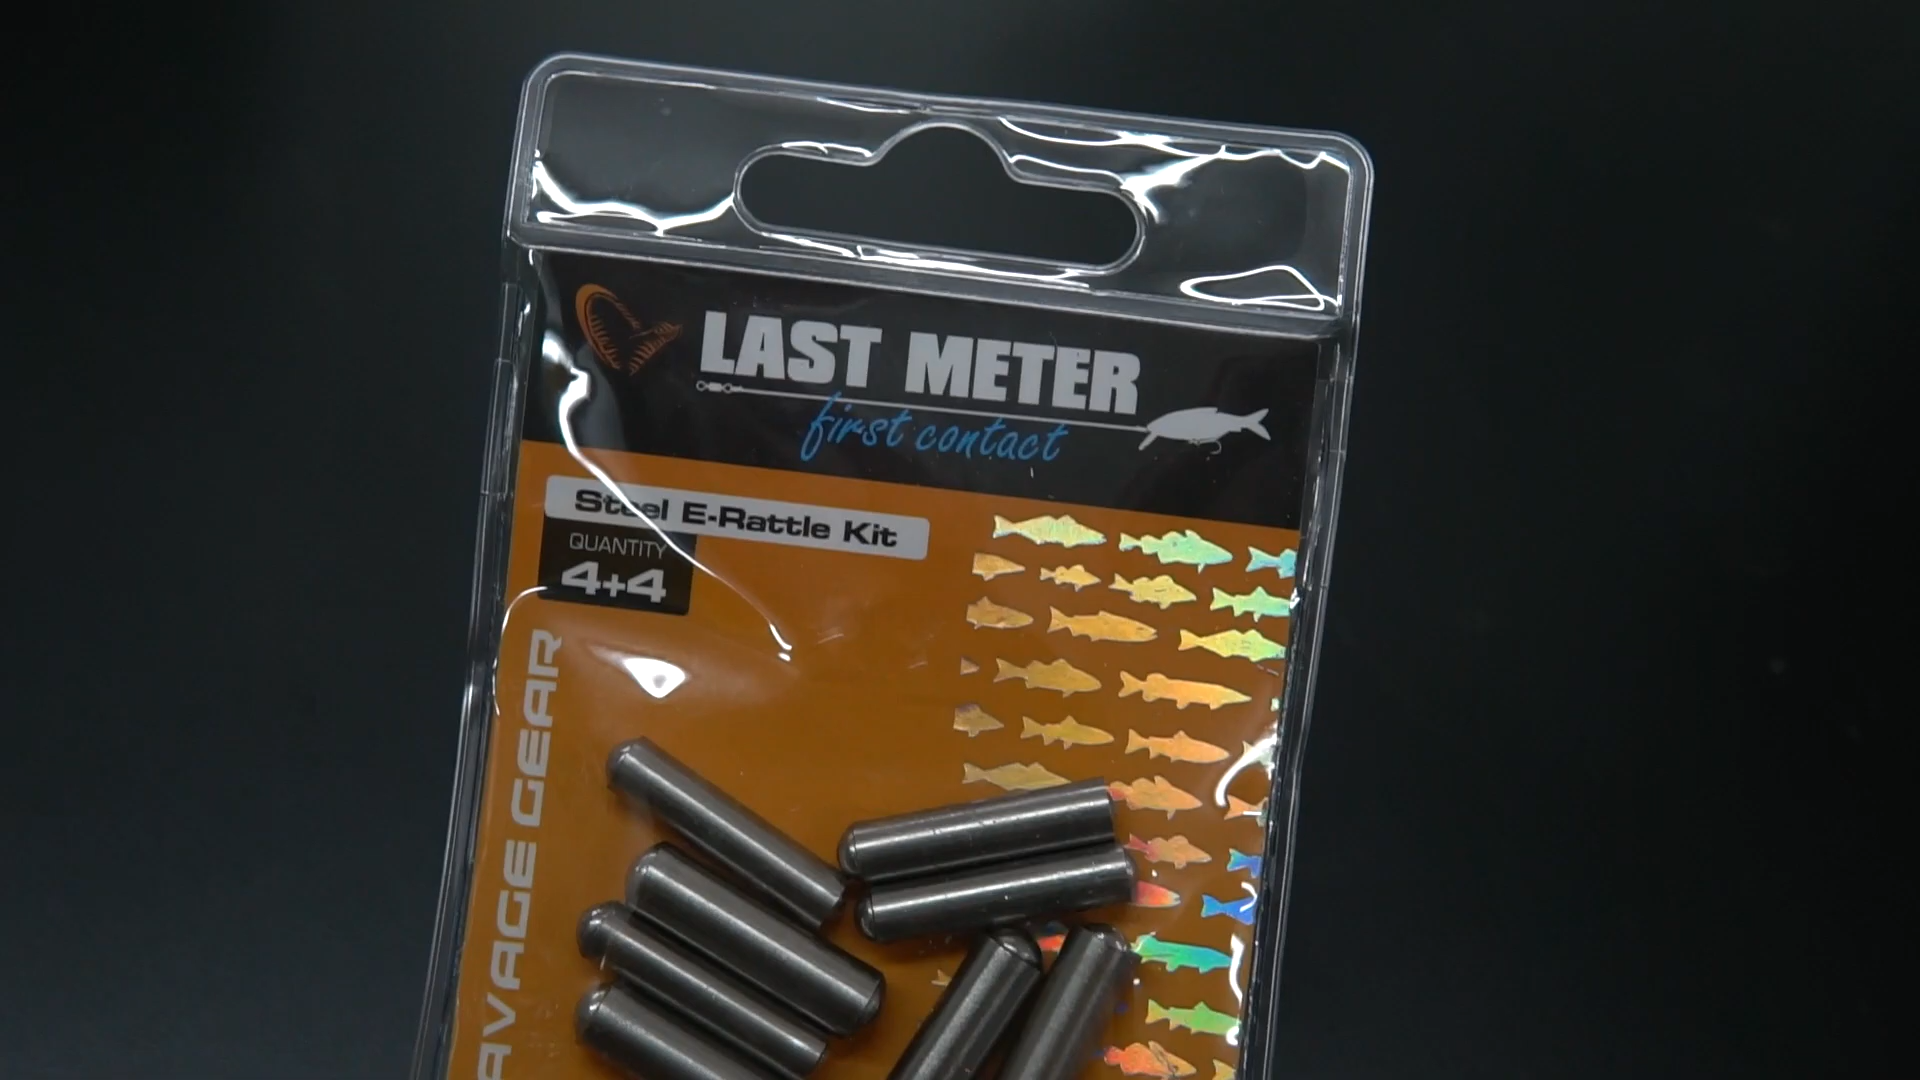 LAST METER
first contact
Steel E-Rattle Kit
QUANTITY
4+4
AVAGE GEAR